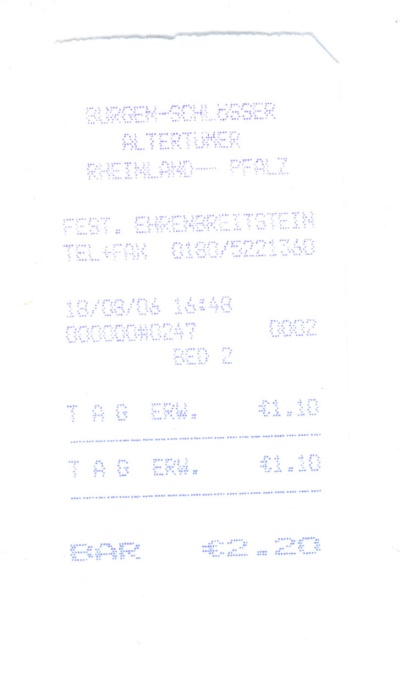 BURGEN-SCHLÖSSER
ALTERTÜMER
RHEINLAND-- PFALZ
FEST. EHRENBREITSTEIN
TEL+FAX 0180/5221360
18/08/06 16:48
000000#0247 0002
BED 2
T A G ERW. €1.10
T A G ERW. €1.10
BAR €2.20